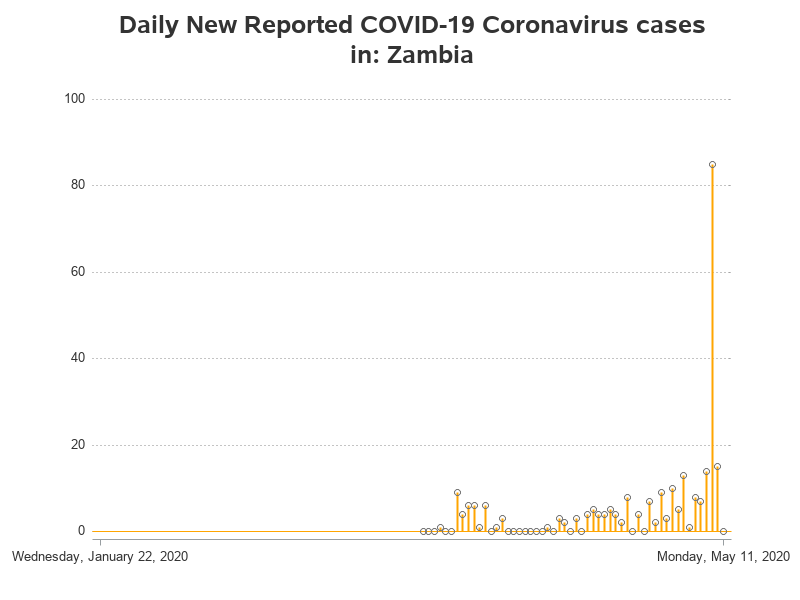 Daily New Reported COVID-19 Coronavirus cases
in: Zambia
100
80
60
40
20
0
Wednesday, January 22, 2020
Monday, May 11, 2020